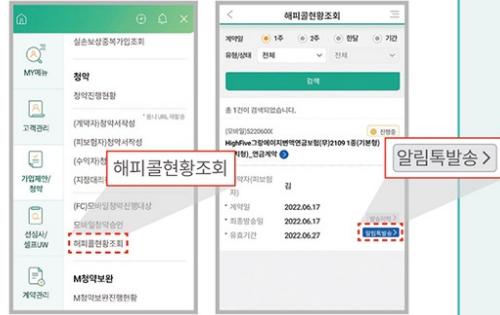 실손보상중복가입조회
MY메뉴
청약
청약진행현황
고객관리
(계약자)청약서작성
(피보험자)청약서작성
(수익자)청
(지정대리
해피콜현황조회
가입제안/
청약
(FC)모바일청약진행대상
모바일청약승인
선심사/
셀프UW
해피콜현황조회
M청약보완
계약관리
M청약보완진행현황
해피콜현황조회
계약일
1주
2주
한달
기간
유형/상태
전체
전체
검색
총 1건이 검색되었습니다.
(모바일)5220600(
진행중
HighFive그랑에이지변액연금보험(무)2109 1종(기본형)
치형)_연금계약
약자(피보험
자)
김
* 계약일
2022.06.17
* 최종발송일
2022.06.17
* 유효기간
2022.06.27
알림톡발송 >
알림톡발송 >